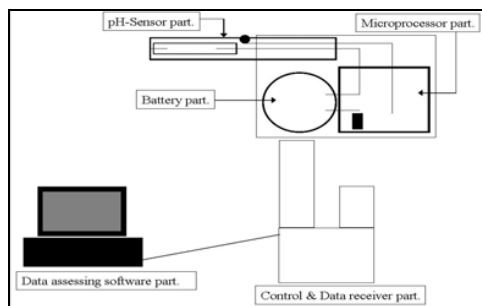 pH-Sensor part.
Microprocessor part.
Battery part.
Data assessing software part.
Control & Data receiver part.